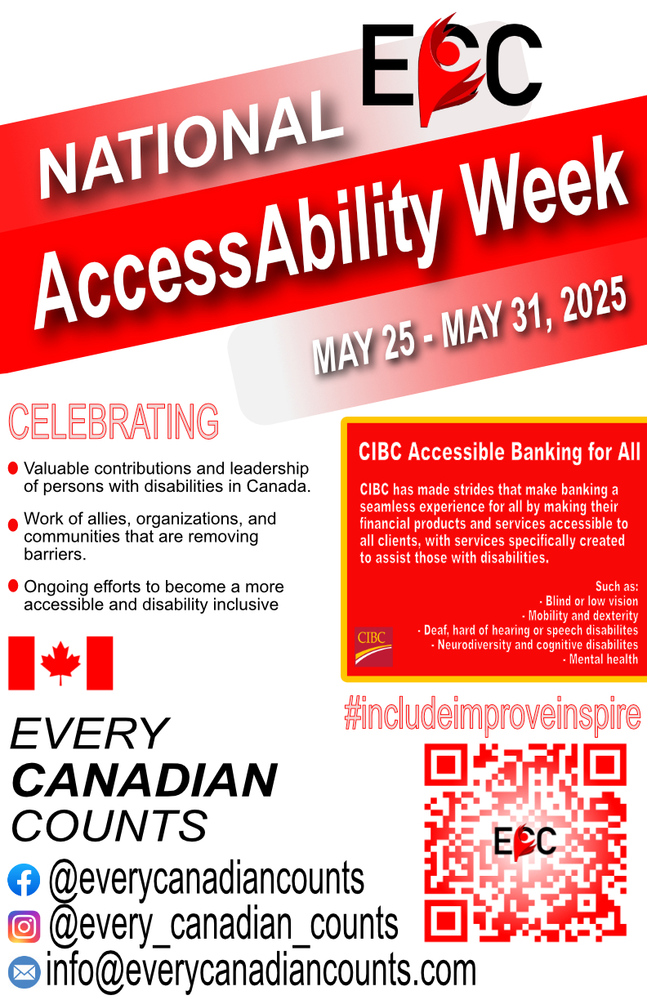 ECC
NATIONAL
AccessAbility Week
MAY 25 - MAY 31, 2025
CELEBRATING
Valuable contributions and leadership
of persons with disabilities in Canada.
Work of allies, organizations, and
communities that are removing
barriers.
Ongoing efforts to become a more
accessible and disability inclusive
CIBC Accessible Banking for All
CIBC has made strides that make banking a
seamless experience for all by making their
financial products and services accessible to
all clients, with services specifically created
to assist those with disabilities.
Such as:
- Blind or low vision
- Mobility and dexterity
- Deaf, hard of hearing or speech disabilites
- Neurodiversity and cognitive disabilites
- Mental health
CIBC
#includeimproveinspire
ECC
EVERY
CANADIAN
COUNTS
@everycanadiancounts
@every_canadian_counts
info@everycanadiancounts.com